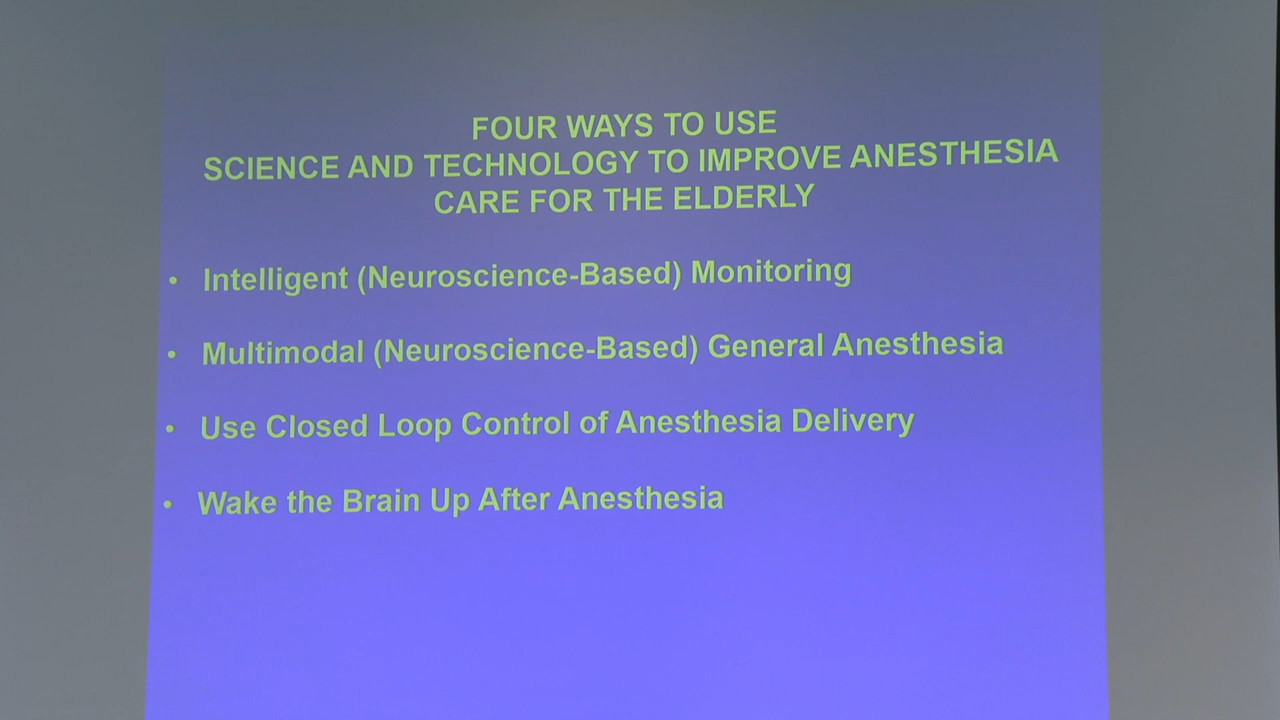 FOUR WAYS TO USE
SCIENCE AND TECHNOLOGY TO IMPROVE ANESTHESIA
CARE FOR THE ELDERLY
• Intelligent (Neuroscience-Based) Monitoring
• Multimodal (Neuroscience-Based) General Anesthesia
• Use Closed Loop Control of Anesthesia Delivery
• Wake the Brain Up After Anesthesia